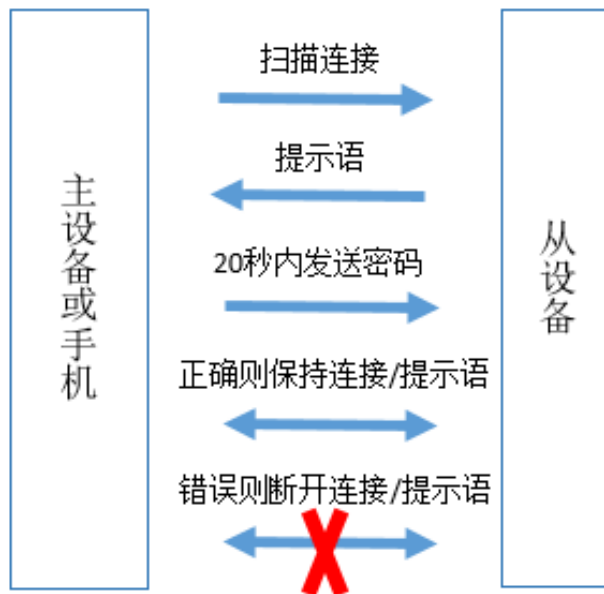 主设备或手机
扫描连接
提示语
20秒内发送密码
正确则保持连接/提示语
错误则断开连接/提示语
从设备